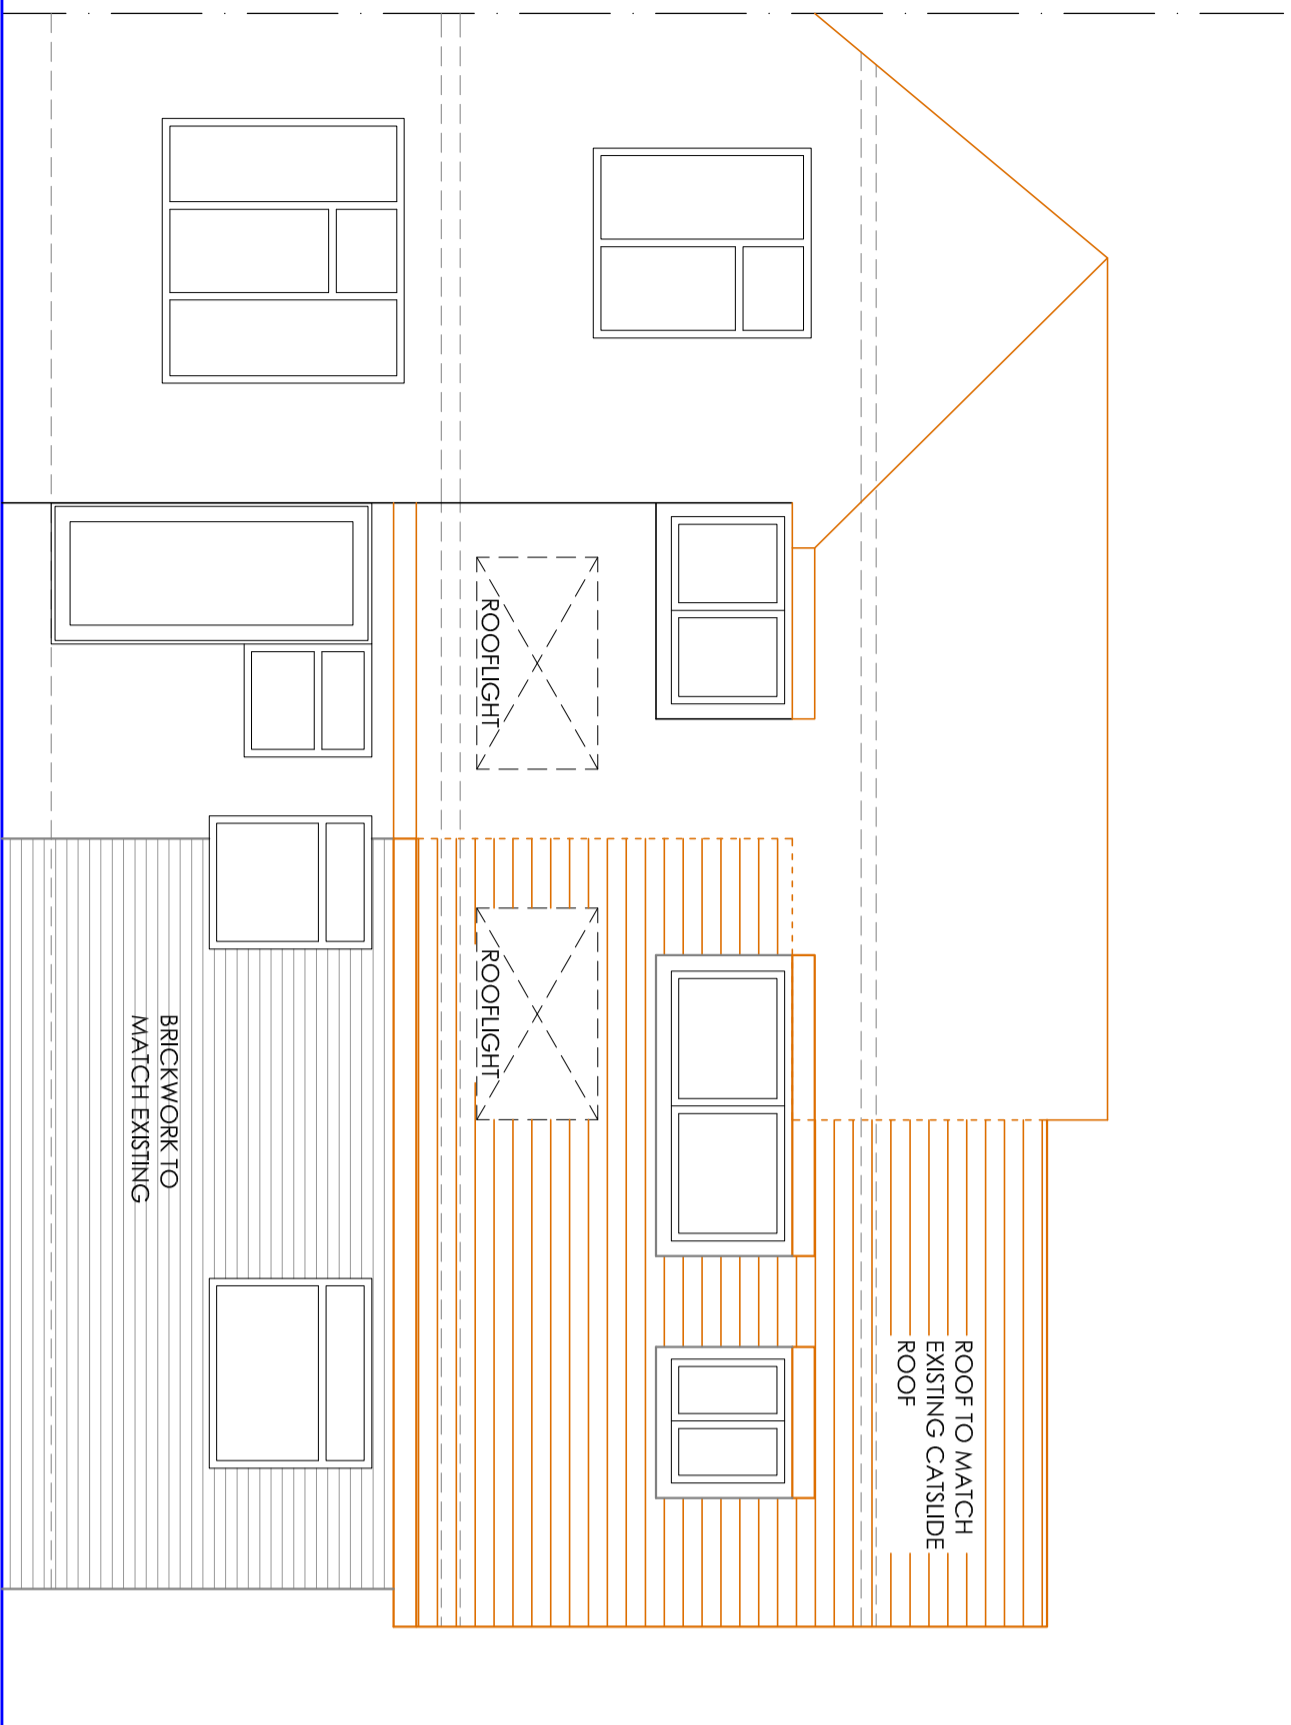 ROOF TO MATCH
EXISTING CATSLIDE
ROOF
ROOFLIGHT
ROOFLIGHT
BRICKWORK TO
MATCH EXISTING